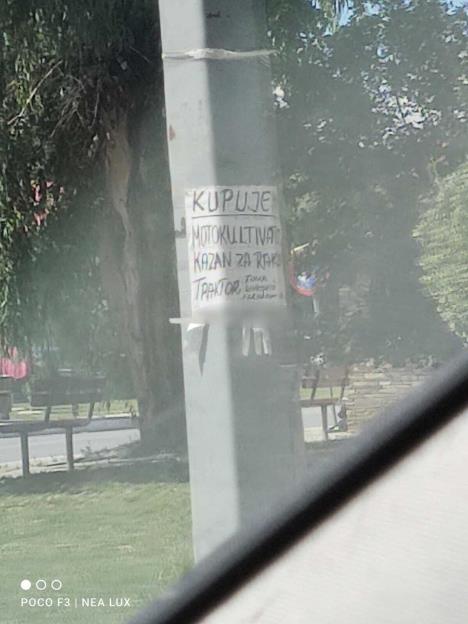 KUPUJE
MOTOKULTIVAT
KAZAN ZA RAK
TRAKTOR
POCO F3 | NEA LUX